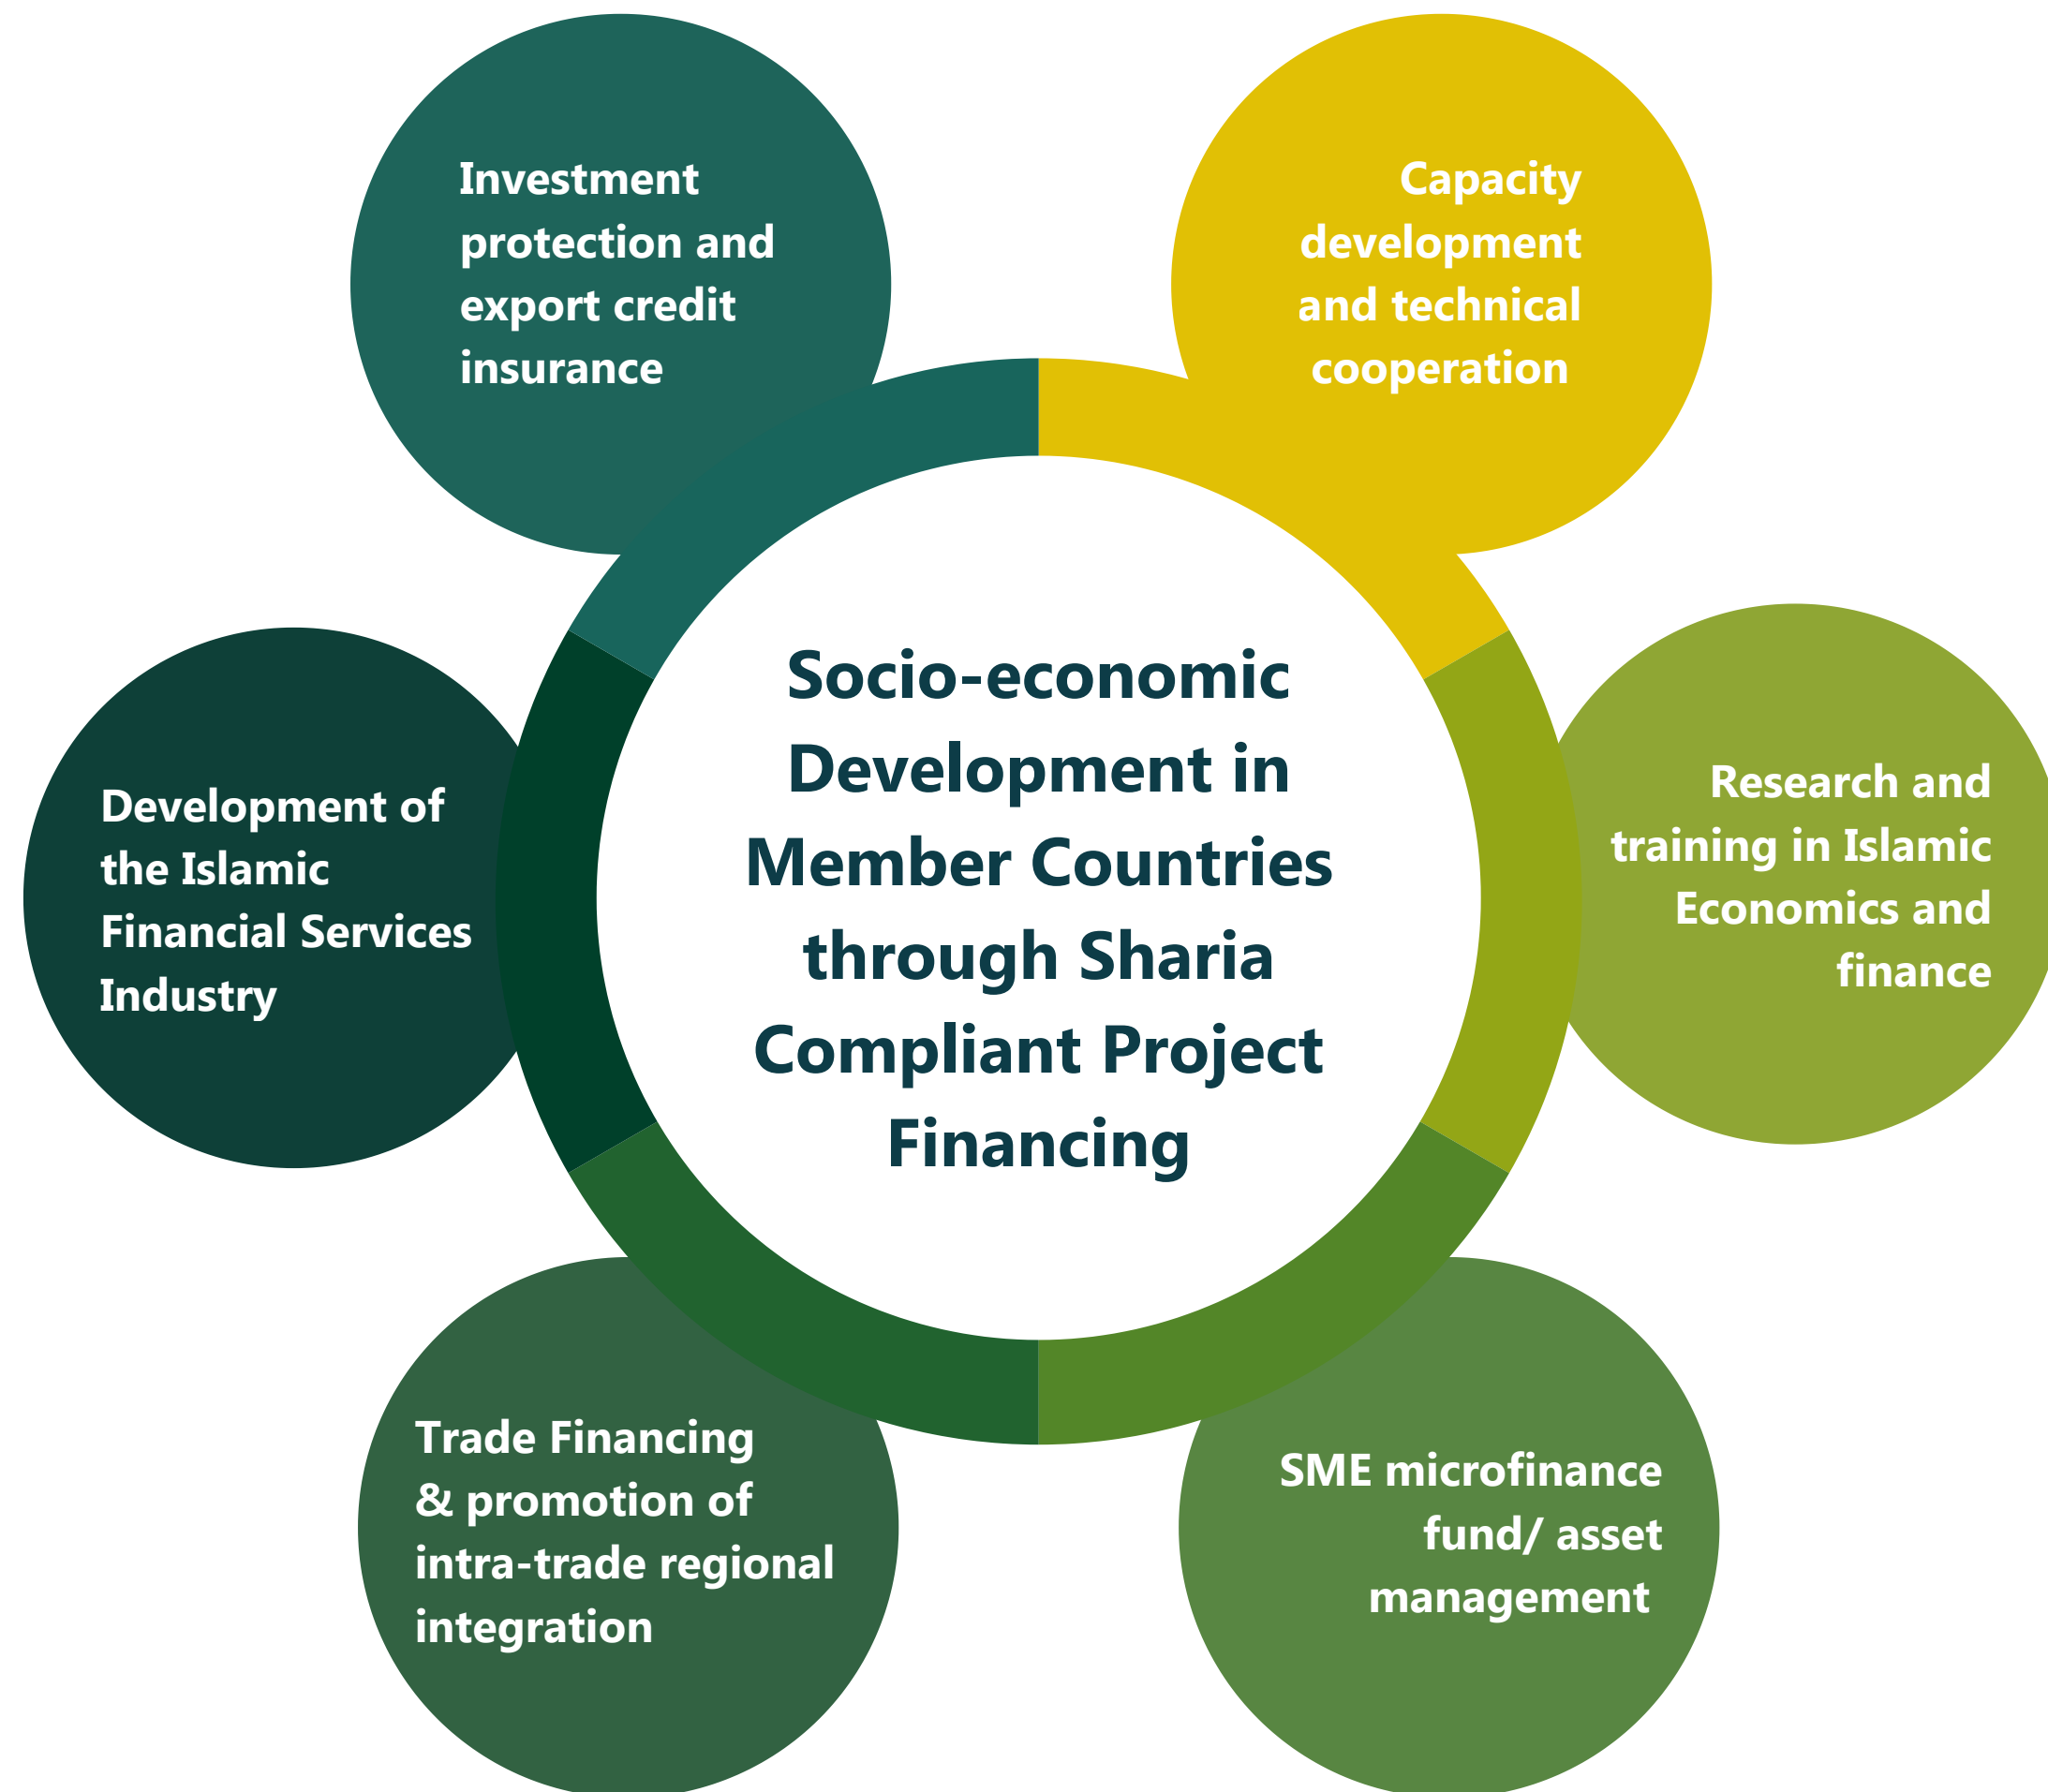 Investment
protection and
export credit
insurance
Capacity
development
and technical
cooperation
Socio-economic
Development in
Member Countries
through Sharia
Compliant Project
Financing
Development of
the Islamic
Financial Services
Industry
Research and
training in Islamic
Economics and
finance
Trade Financing
& promotion of
intra-trade regional
integration
SME microfinance
fund/ asset
management